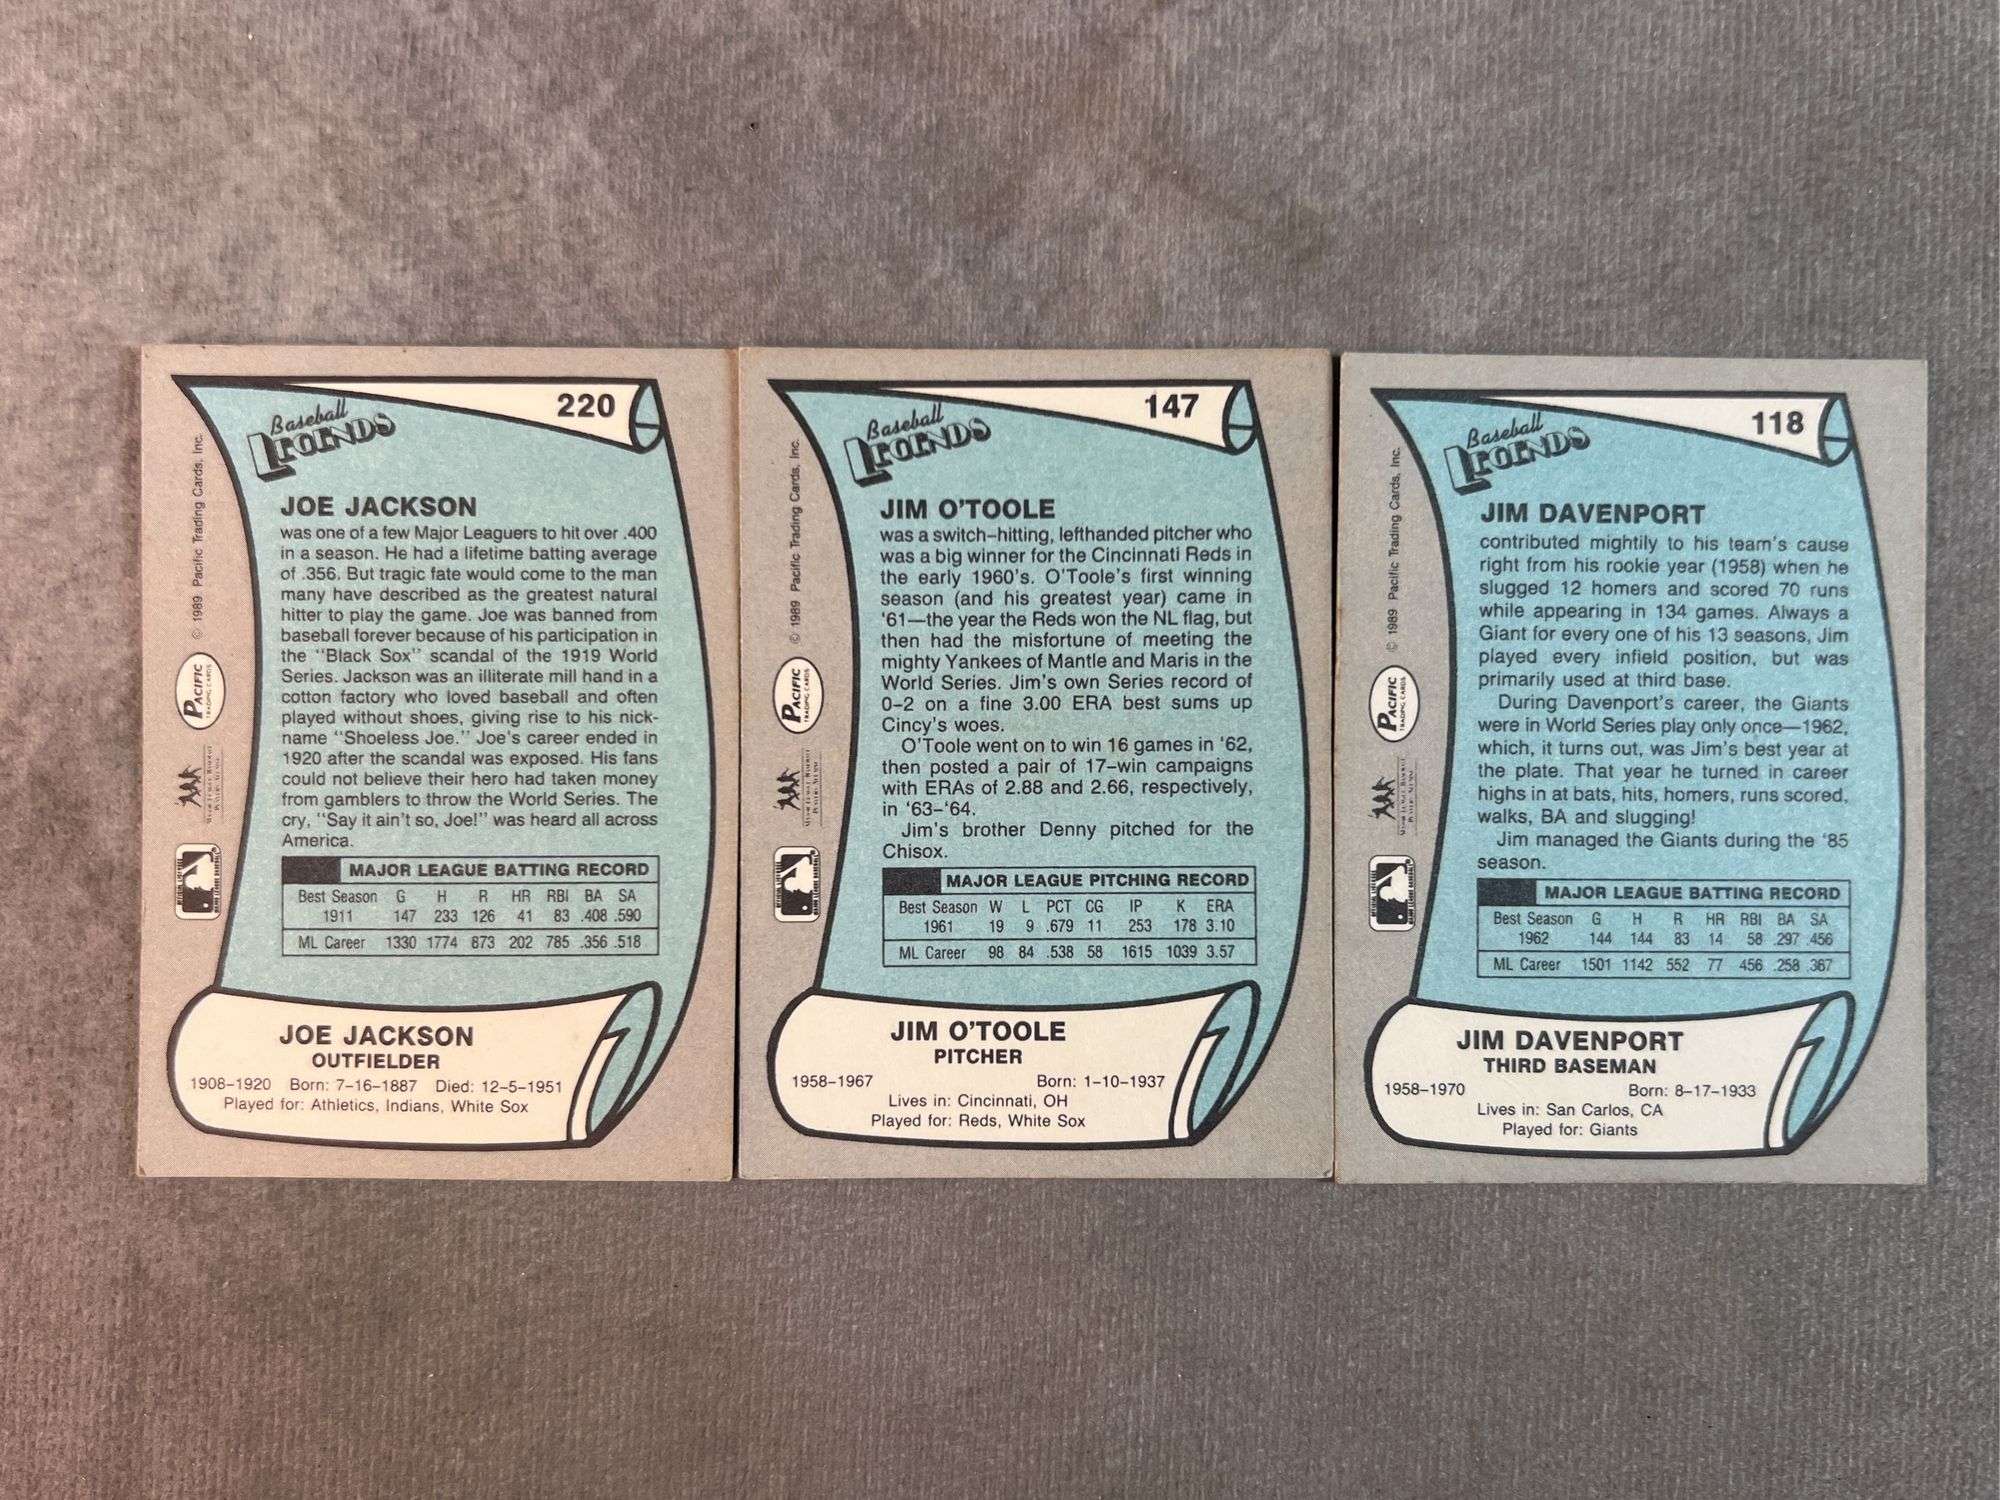 220
Baseball
LEGENDS
JOE JACKSON
was one of a few Major Leaguers to hit over .400
in a season. He had a lifetime batting average
of .356. But tragic fate would come to the man
many have described as the greatest natural
hitter to play the game. Joe was banned from
baseball forever because of his participation in
the "Black Sox" scandal of the 1919 World
Series. Jackson was an illiterate mill hand in a
cotton factory who loved baseball and often
played without shoes, giving rise to his nick-
name "Shoeless Joe." Joe's career ended in
1920 after the scandal was exposed. His fans
could not believe their hero had taken money
from gamblers to throw the World Series. The
cry, "Say it ain't so, Joe!" was heard all across
America.
MAJOR LEAGUE BATTING RECORD
Best Season G H R HR RBI BA SA
1911 147 233 126 41 83 .408 .590
ML Career 1330 1774 873 202 785 .356 .518
JOE JACKSON
OUTFIELDER
1908–1920 Born: 7–16–1887 Died: 12–5–1951
Played for: Athletics, Indians, White Sox
© 1989 Pacific Trading Cards, Inc.
PACIFIC
TRADING CARDS
147
Baseball
LEGENDS
JIM O'TOOLE
was a switch–hitting, lefthanded pitcher who
was a big winner for the Cincinnati Reds in
the early 1960's. O'Toole's first winning
season (and his greatest year) came in
'61—the year the Reds won the NL flag, but
then had the misfortune of meeting the
mighty Yankees of Mantle and Maris in the
World Series. Jim's own Series record of
0–2 on a fine 3.00 ERA best sums up
Cincy's woes.
O'Toole went on to win 16 games in '62,
then posted a pair of 17–win campaigns
with ERAs of 2.88 and 2.66, respectively,
in '63–'64.
Jim's brother Denny pitched for the
Chisox.
MAJOR LEAGUE PITCHING RECORD
Best Season W L PCT CG IP K ERA
1961 19 9 .679 11 253 178 3.10
ML Career 98 84 .538 58 1615 1039 3.57
JIM O'TOOLE
PITCHER
1958–1967 Born: 1–10–1937
Lives in: Cincinnati, OH
Played for: Reds, White Sox
© 1989 Pacific Trading Cards, Inc.
PACIFIC
TRADING CARDS
118
Baseball
LEGENDS
JIM DAVENPORT
contributed mightily to his team's cause
right from his rookie year (1958) when he
slugged 12 homers and scored 70 runs
while appearing in 134 games. Always a
Giant for every one of his 13 seasons, Jim
played every infield position, but was
primarily used at third base.
During Davenport's career, the Giants
were in World Series play only once—1962,
which, it turns out, was Jim's best year at
the plate. That year he turned in career
highs in at bats, hits, homers, runs scored,
walks, BA and slugging!
Jim managed the Giants during the '85
season.
MAJOR LEAGUE BATTING RECORD
Best Season G H R HR RBI BA SA
1962 144 144 83 14 58 .297 .456
ML Career 1501 1142 552 77 456 .258 .367
JIM DAVENPORT
THIRD BASEMAN
1958–1970 Born: 8–17–1933
Lives in: San Carlos, CA
Played for: Giants
© 1989 Pacific Trading Cards, Inc.
PACIFIC
TRADING CARDS